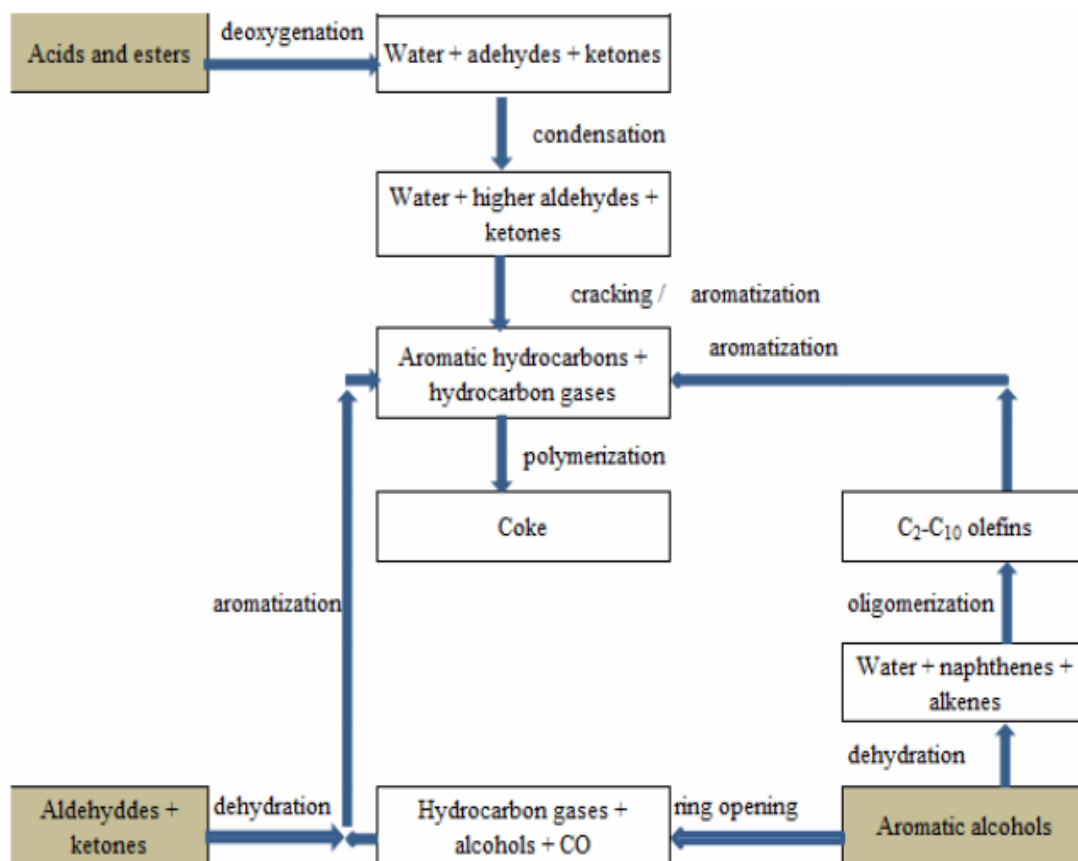 deoxygenation
Acids and esters
Water + adehydes + ketones
condensation
Water + higher aldehydes +
ketones
cracking / aromatization
aromatization
Aromatic hydrocarbons +
hydrocarbon gases
polymerization
Coke
C2-C10 olefins
aromatization
oligomerization
Water + naphthenes +
alkenes
dehydration
Aldehyddes +
ketones
dehydration
Hydrocarbon gases +
alcohols + CO
ring opening
Aromatic alcohols